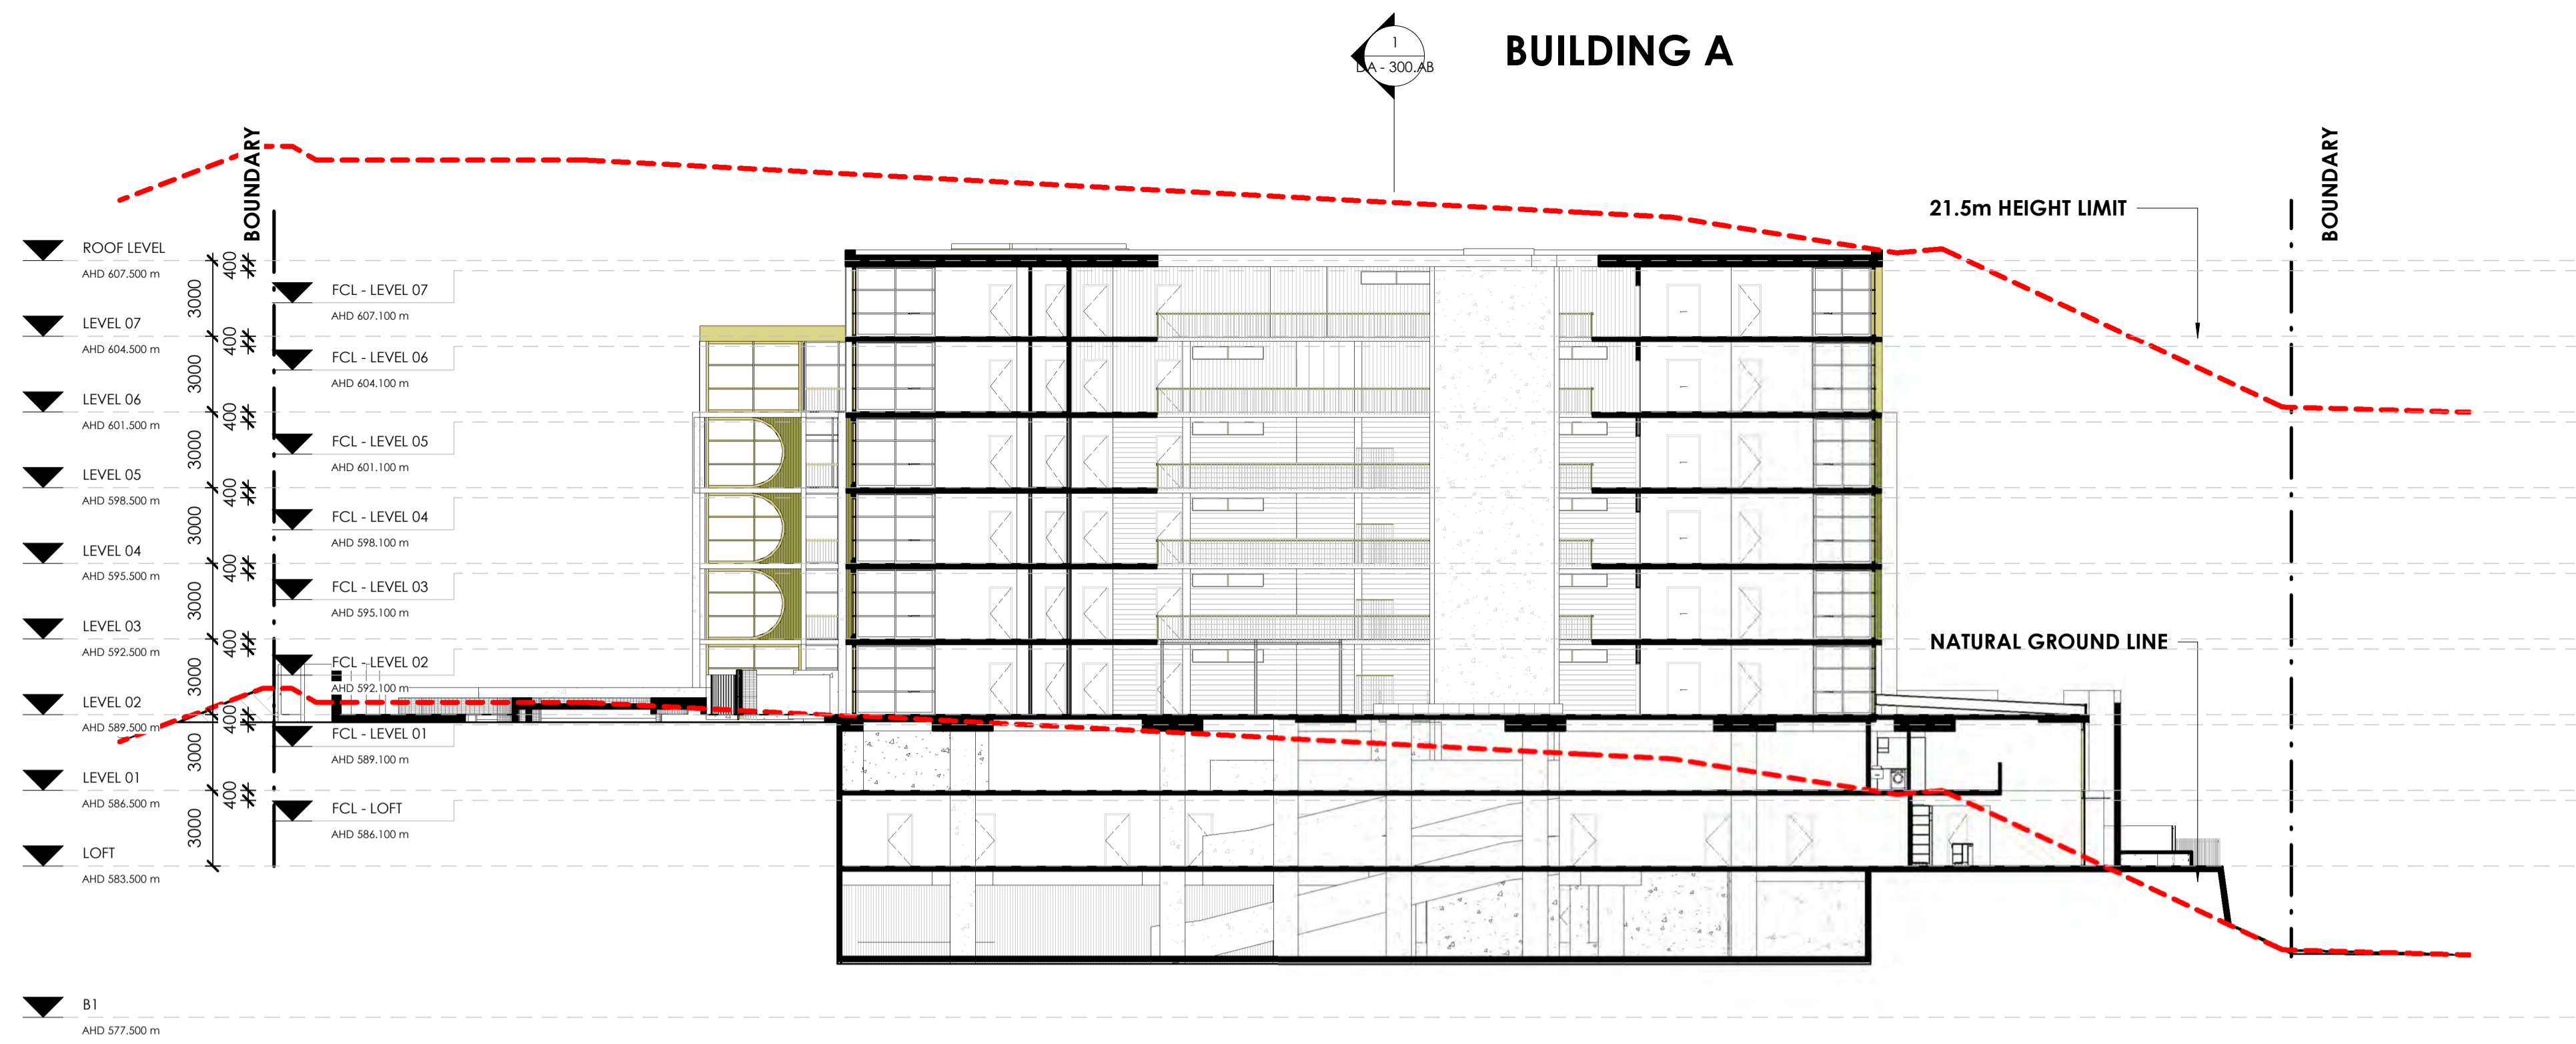 1
DA - 300.AB
BUILDING A
BOUNDARY
BOUNDARY
21.5m HEIGHT LIMIT
NATURAL GROUND LINE
ROOF LEVEL
AHD 607.500 m
LEVEL 07
AHD 604.500 m
LEVEL 06
AHD 601.500 m
LEVEL 05
AHD 598.500 m
LEVEL 04
AHD 595.500 m
LEVEL 03
AHD 592.500 m
LEVEL 02
AHD 589.500 m
LEVEL 01
AHD 586.500 m
LOFT
AHD 583.500 m
B1
AHD 577.500 m
3000
3000
3000
3000
3000
3000
3000
3000
400
400
400
400
400
400
400
400
FCL - LEVEL 07
AHD 607.100 m
FCL - LEVEL 06
AHD 604.100 m
FCL - LEVEL 05
AHD 601.100 m
FCL - LEVEL 04
AHD 598.100 m
FCL - LEVEL 03
AHD 595.100 m
FCL - LEVEL 02
AHD 592.100 m
FCL - LEVEL 01
AHD 589.100 m
FCL - LOFT
AHD 586.100 m